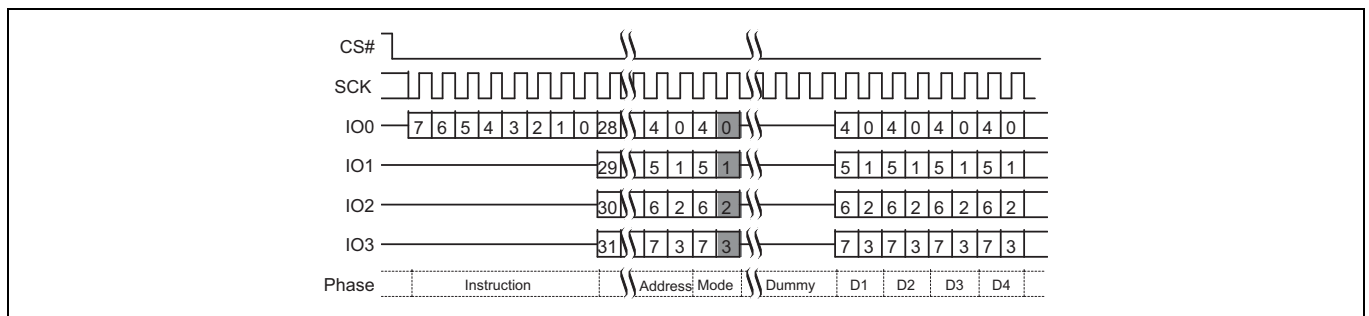 CS#
SCK
IO0 7 6 5 4 3 2 1 0 28 4 0 4 0 4 0 4 0 4 0 4 0
IO1 29 5 1 5 1 5 1 5 1 5 1 5 1
IO2 30 6 2 6 2 6 2 6 2 6 2 6 2
IO3 31 7 3 7 3 7 3 7 3 7 3 7 3
Phase Instruction Address Mode Dummy D1 D2 D3 D4